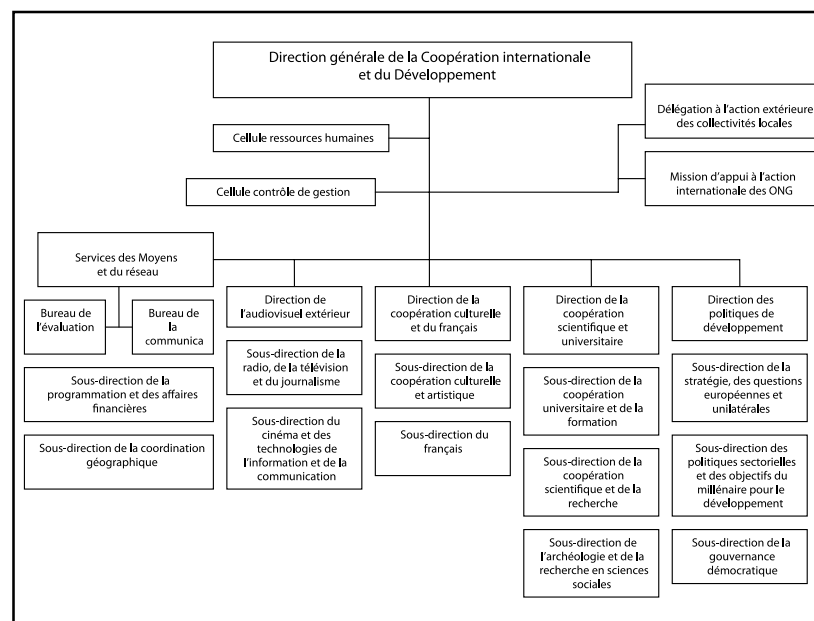 Direction générale de la Coopération internationale
et du Développement
Cellule ressources humaines
Délégation à l'action extérieure
des collectivités locales
Cellule contrôle de gestion
Mission d'appui à l'action
internationale des ONG
Services des Moyens
et du réseau
Bureau de
l'évaluation
Bureau de
la
communica
Sous-direction de la
programmation et des affaires
financières
Sous-direction de la coordination
géographique
Direction de
l'audiovisuel extérieur
Sous-direction de la
radio, de la télévision
et du journalisme
Sous-direction du
cinéma et des
technologies de
l'information et de la
communication
Direction de la
coopération culturelle
et du français
Sous-direction de
la coopération
culturelle
et artistique
Sous-direction du
français
Direction de la
coopération
scientifique et
universitaire
Sous-direction de
la coopération
universitaire et de la
formation
Sous-direction de
la coopération
scientifique et de la
recherche
Sous-direction de
l'archéologie et de la
recherche en sciences
sociales
Direction des
politiques de
développement
Sous-direction de la
stratégie, des questions
européennes et
unilatérales
Sous-direction des
politiques sectorielles
et des objectifs du
millénaire pour le
développement
Sous-direction de la
gouvernance
démocratique